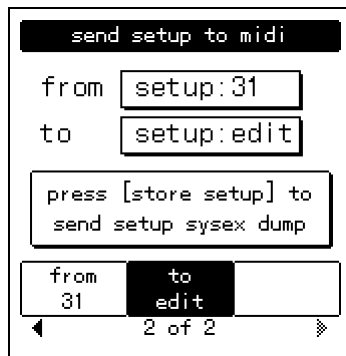 send setup to midi
from setup:31
to setup:edit
press [store setup] to
send setup sysex dump
from to
31 edit
2 of 2